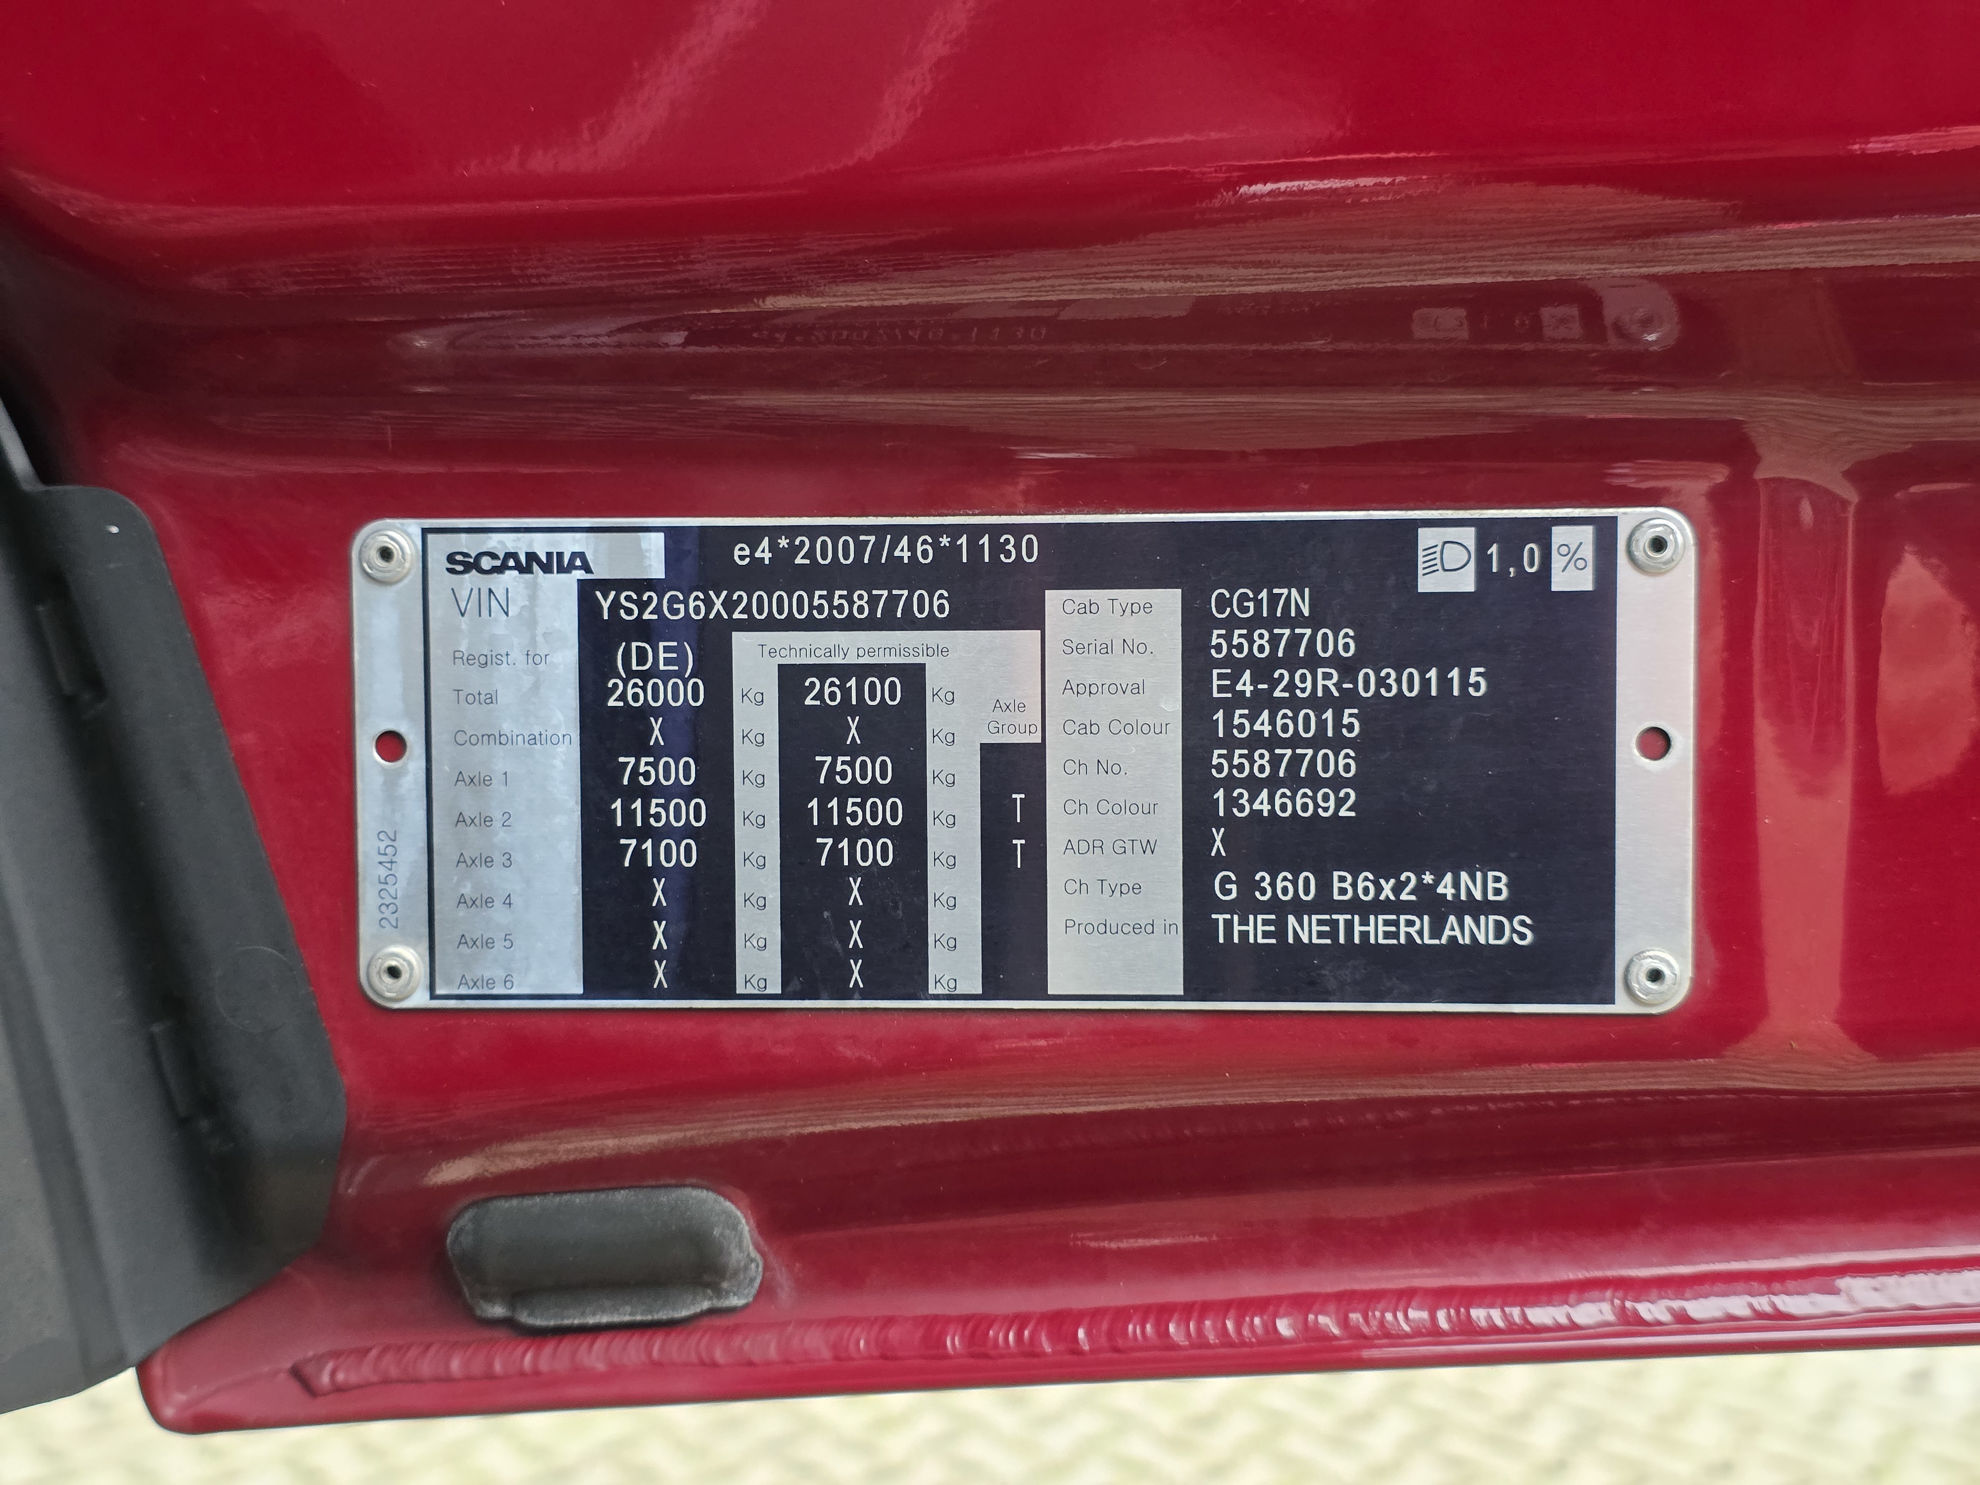 SCANIA e4*2007/46*1130 1,0 %
VIN YS2G6X20005587706
Regist. for (DE) Technically permissible
Total 26000 Kg 26100 Kg Axle Group
Combination X Kg X Kg
Axle 1 7500 Kg 7500 Kg
Axle 2 11500 Kg 11500 Kg T
Axle 3 7100 Kg 7100 Kg T
Axle 4 X Kg X Kg
Axle 5 X Kg X Kg
Axle 6 X Kg X Kg
Cab Type CG17N
Serial No. 5587706
Approval E4-29R-030115
Cab Colour 1546015
Ch No. 5587706
Ch Colour 1346692
ADR GTW X
Ch Type G 360 B6x2*4NB
Produced in THE NETHERLANDS
2325452